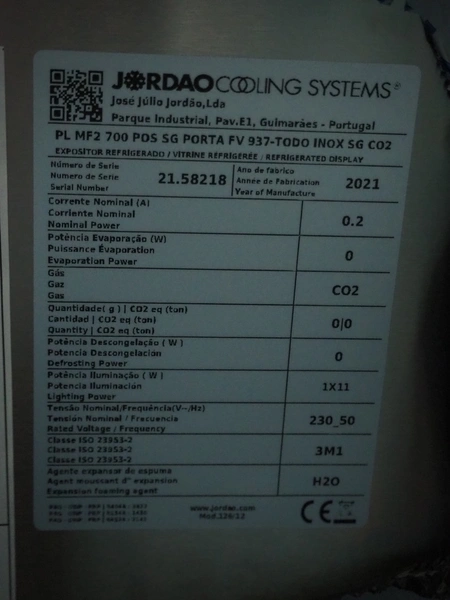 JORDAO COOLING SYSTEMS®
José Júlio Jordão,Lda
Parque Industrial, Pav.E1, Guimarães - Portugal
PL MF2 700 POS SG PORTA FV 937-TODO INOX SG CO2
EXPOSITOR REFRIGERADO / VITRINE REFRIGERÉE / REFRIGERATED DISPLAY
Número de Serie
Numero de Serie
Serial Number
21.58218
Ano de fabrico
Année de Fabrication
Year of Manufacture
2021
Corrente Nominal (A)
Corriente Nominal
Nominal Power
0.2
Potência Evaporação (W)
Puissance Évaporation
Evaporation Power
0
Gás
Gaz
Gas
CO2
Quantidade( g ) | CO2 eq (ton)
Cantidad | CO2 eq (ton)
Quantity | CO2 eq (ton)
0|0
Potência Descongelação ( W )
Potencia Descongelación
Defrosting Power
0
Potência Iluminação ( W )
Potencia Iluminación
Lighting Power
1X11
Tensão Nominal/Frequência(V~/Hz)
Tensión Nominal / Frecuencia
Rated Voltage / Frequency
230_50
Classe ISO 23953-2
Classe ISO 23953-2
Classe ISO 23953-2
3M1
Agente expansor de espuma
Agent moussant d' expansion
Expansion foaming agent
H2O
www.jordao.com
Mod.129/12
CE